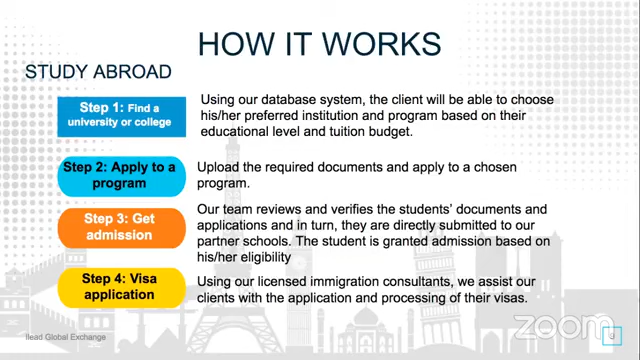 HOW IT WORKS
STUDY ABROAD
Step 1: Find a
university or college
Using our database system, the client will be able to choose
his/her preferred institution and program based on their
educational level and tuition budget.
Step 2: Apply to a
program
Upload the required documents and apply to a chosen
program.
Step 3: Get
admission
Our team reviews and verifies the students' documents and
applications and in turn, they are directly submitted to our
partner schools. The student is granted admission based on
his/her eligibility
Step 4: Visa
application
Using our licensed immigration consultants, we assist our
clients with the application and processing of their visas.
Ilead Global Exchange
zoom